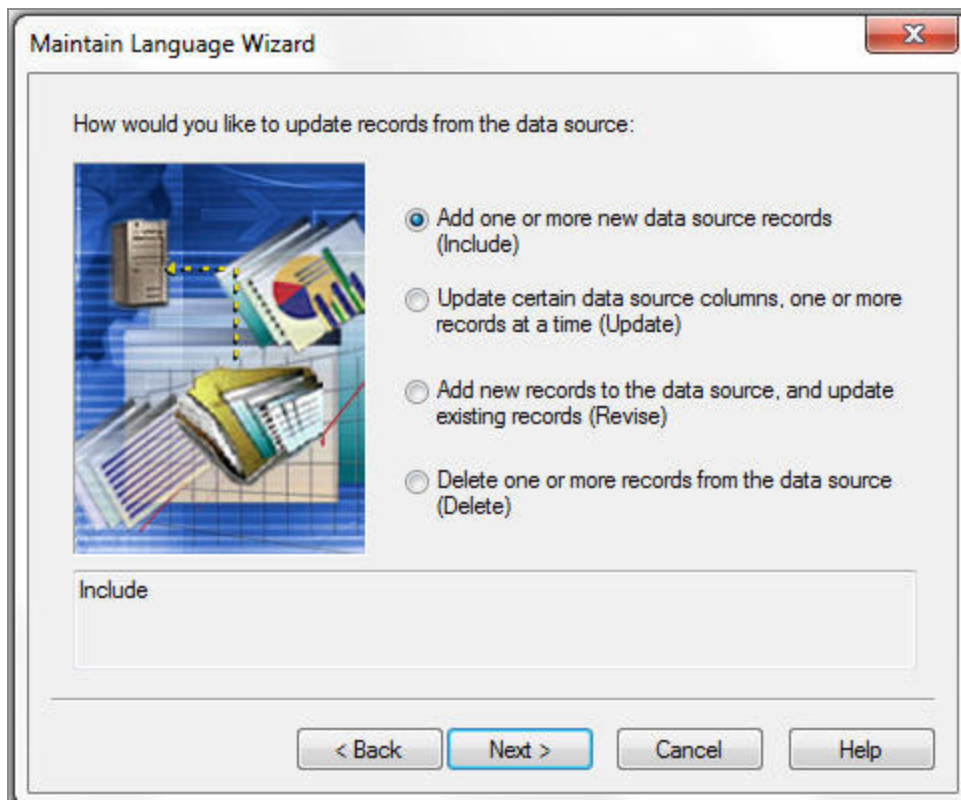 Maintain Language Wizard
How would you like to update records from the data source:
Add one or more new data source records
(Include)
Update certain data source columns, one or more
records at a time (Update)
Add new records to the data source, and update
existing records (Revise)
Delete one or more records from the data source
(Delete)
Include
< Back
Next >
Cancel
Help